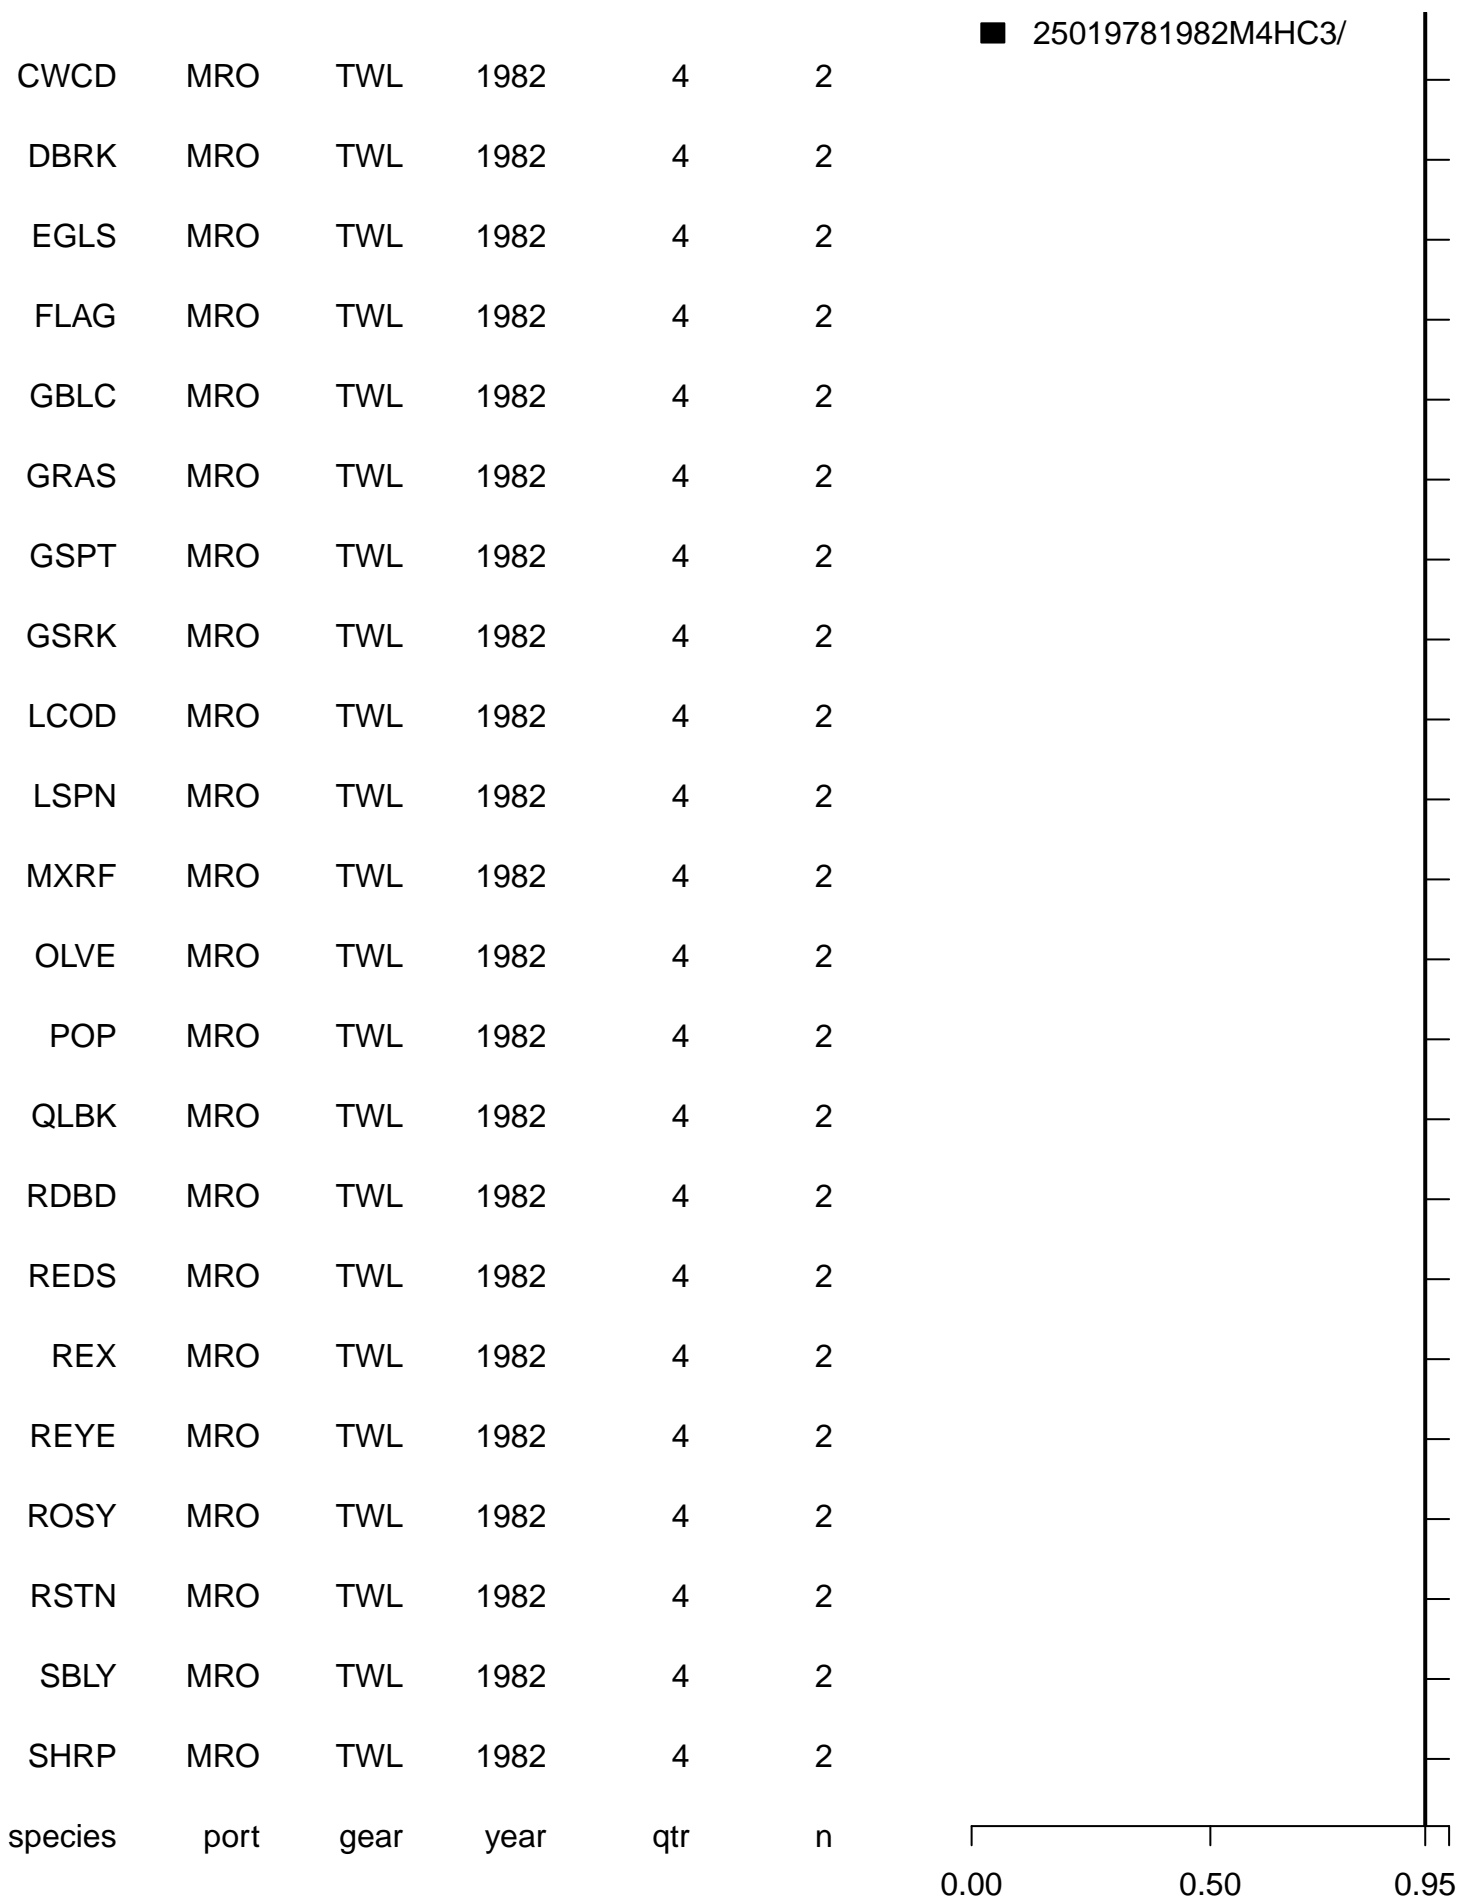 25019781982M4HC3/
CWCD MRO TWL 1982 4 2
DBRK MRO TWL 1982 4 2
EGLS MRO TWL 1982 4 2
FLAG MRO TWL 1982 4 2
GBLC MRO TWL 1982 4 2
GRAS MRO TWL 1982 4 2
GSPT MRO TWL 1982 4 2
GSRK MRO TWL 1982 4 2
LCOD MRO TWL 1982 4 2
LSPN MRO TWL 1982 4 2
MXRF MRO TWL 1982 4 2
OLVE MRO TWL 1982 4 2
POP MRO TWL 1982 4 2
QLBK MRO TWL 1982 4 2
RDBD MRO TWL 1982 4 2
REDS MRO TWL 1982 4 2
REX MRO TWL 1982 4 2
REYE MRO TWL 1982 4 2
ROSY MRO TWL 1982 4 2
RSTN MRO TWL 1982 4 2
SBLY MRO TWL 1982 4 2
SHRP MRO TWL 1982 4 2
species port gear year qtr n
0.00 0.50 0.95